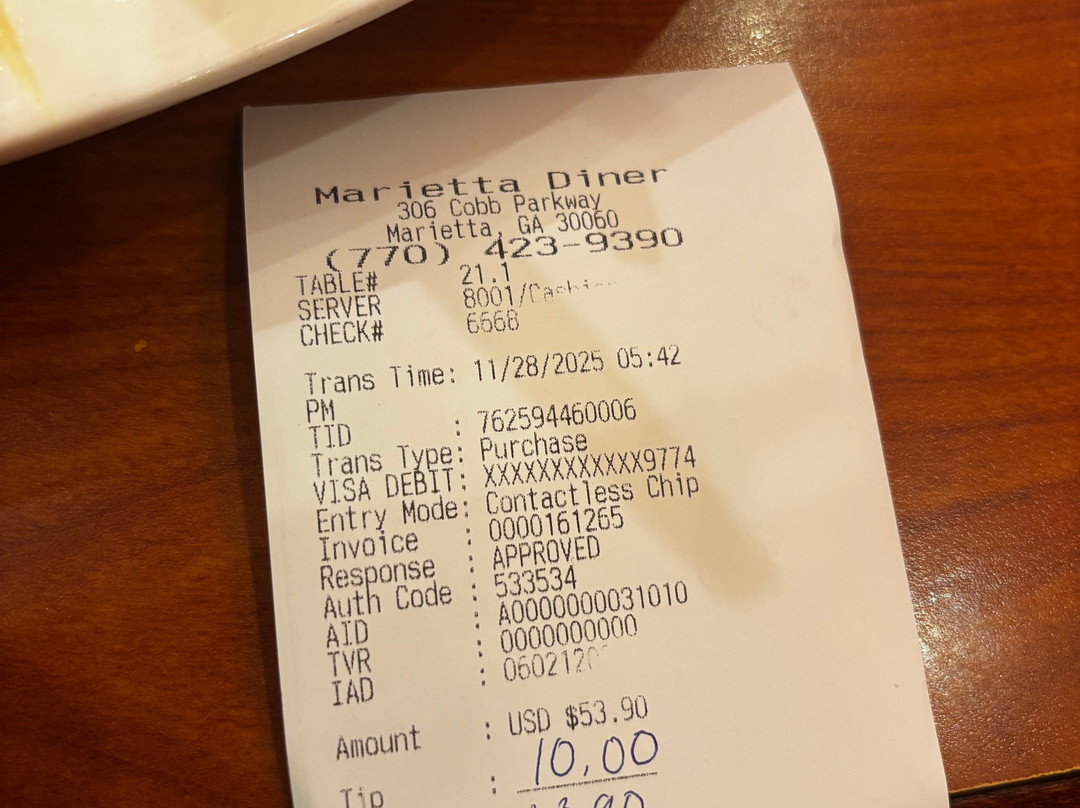 Marietta Diner
306 Cobb Parkway
Marietta, GA 30060
(770) 423-9390
TABLE# 21.1
SERVER 8001/Cashier
CHECK# 6668
Trans Time: 11/28/2025 05:42
PM
TID : 762594460006
Trans Type: Purchase
VISA DEBIT: XXXXXXXXXXXX9774
Entry Mode: Contactless Chip
Invoice : 0000161265
Response : APPROVED
Auth Code : 533534
AID : A0000000031010
TVR : 0000000000
IAD :
Amount : USD $53.90
Tip : 10.00